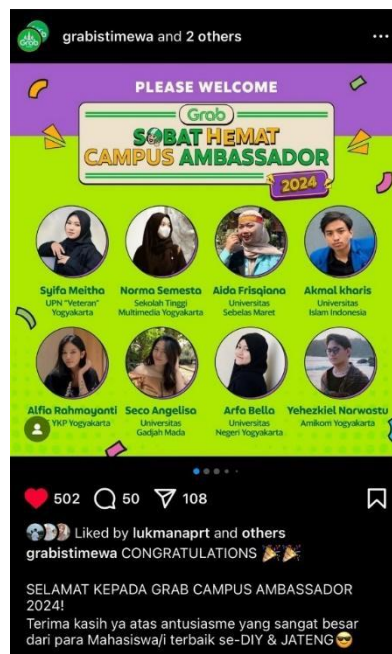 Grab
grabistimewa and 2 others
PLEASE WELCOME
Grab
SOBAT HEMAT
CAMPUS AMBASSADOR
2024
Syifa Meitha
UPN "Veteran"
Yogyakarta
Norma Semesta
Sekolah Tinggi
Multimedia Yogyakarta
Aida Frisqiana
Universitas
Sebelas Maret
Akmal kharis
Universitas
Islam Indonesia
Alfia Rahmayanti
YKP Yogyakarta
Seco Angelisa
Universitas
Gadjah Mada
Arfa Bella
Universitas
Negeri Yogyakarta
Yehezkiel Narwastu
Amikom Yogyakarta
502 50 108
Liked by lukmanaprt and others
grabistimewa CONGRATULATIONS 🎉🎉
SELAMAT KEPADA GRAB CAMPUS AMBASSADOR
2024!
Terima kasih ya atas antusiasme yang sangat besar
dari para Mahasiswa/i terbaik se-DIY & JATENG😎